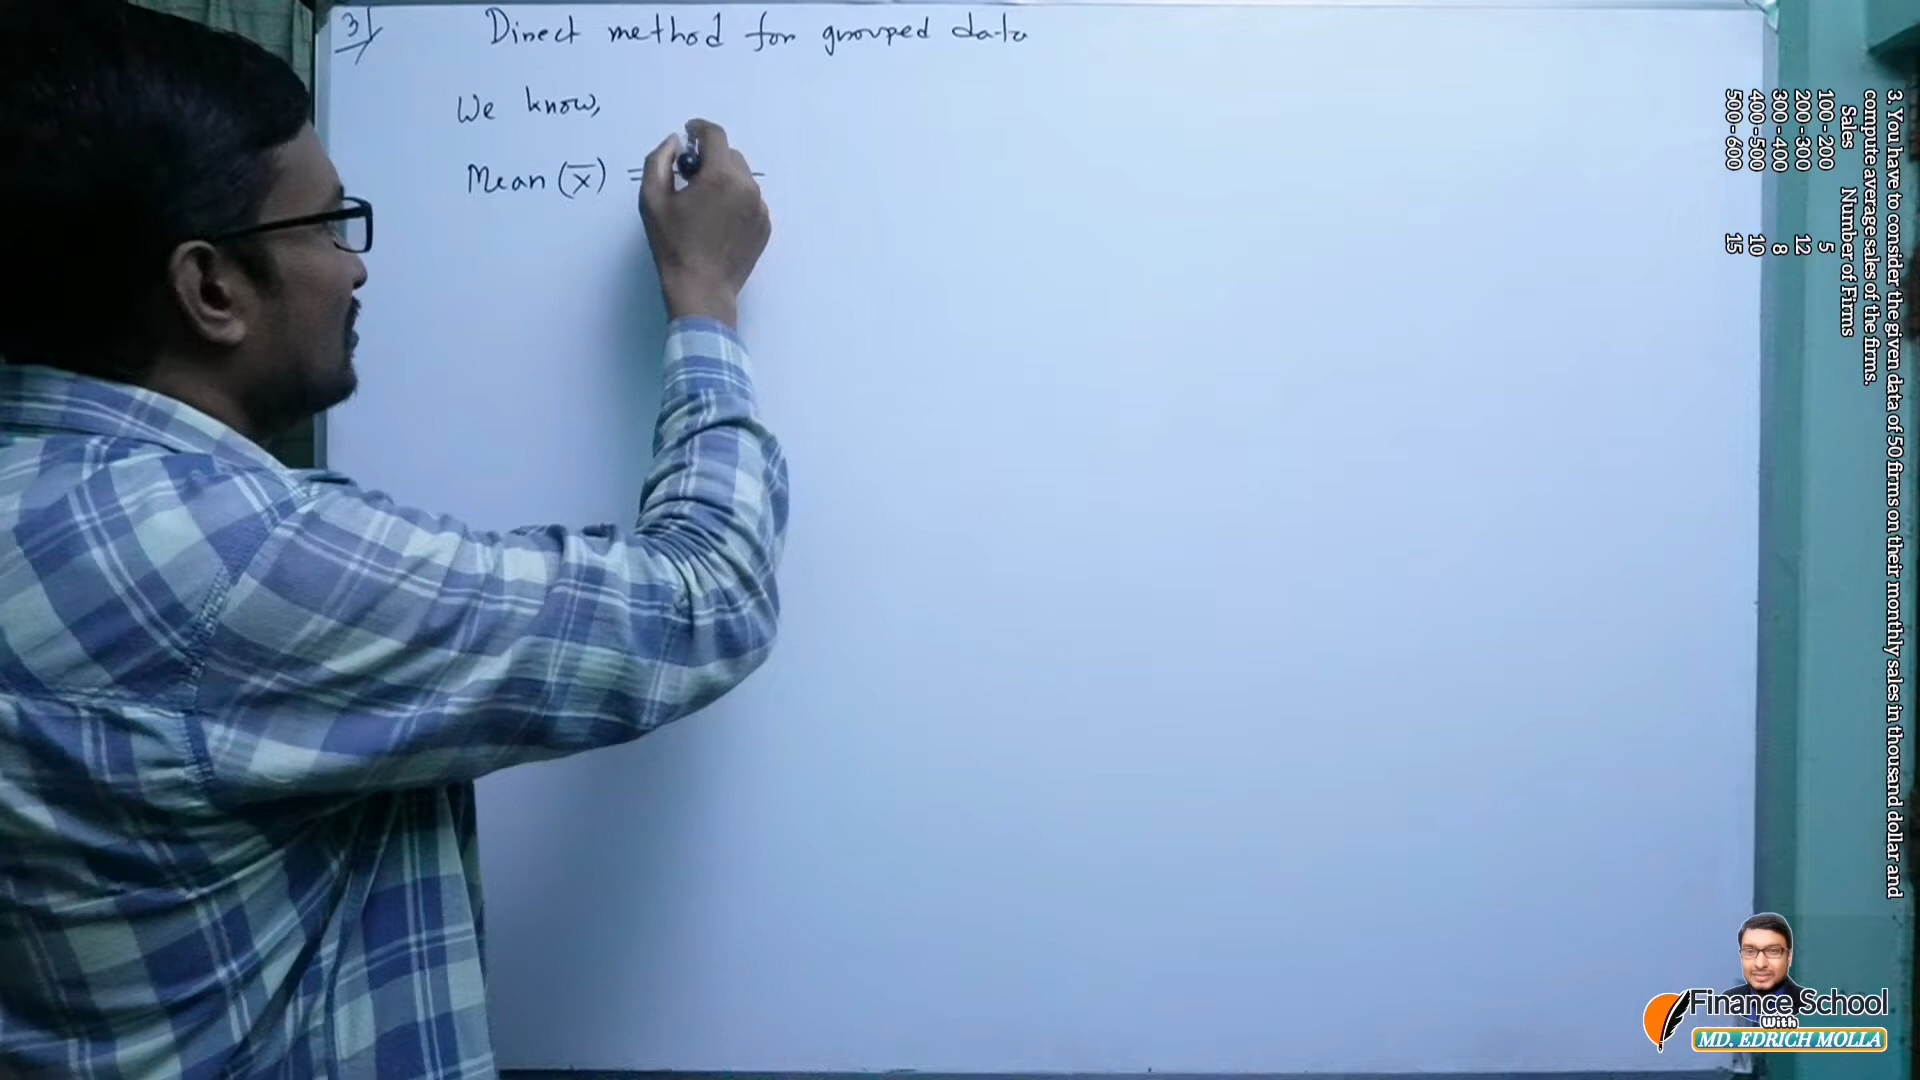 3
Direct method for grouped data
We know,
Mean (x̄) =
3. You have to consider the given data of 50 firms on their monthly sales in thousand dollar and
compute average sales of the firms.
Sales Number of Firms
100 - 200 5
200 - 300 12
300 - 400 8
400 - 500 10
500 - 600 15
Finance School
With
MD. EDRICH MOLLA